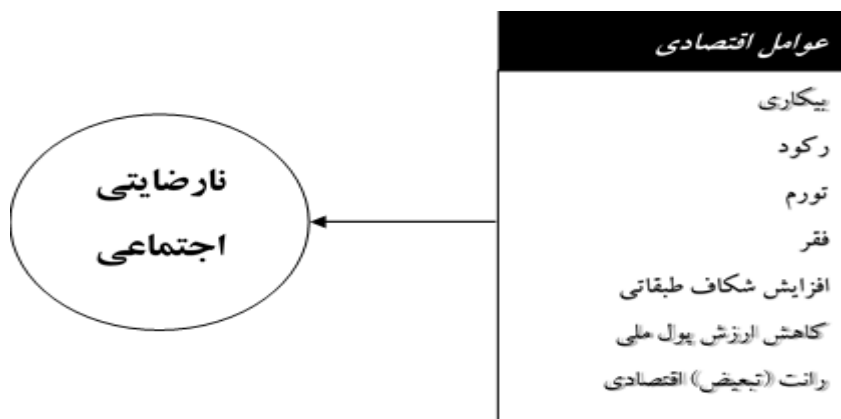 عوامل اقتصادی
بیکاری
رکود
تورم
فقر
افزایش شکاف طبقاتی
کاهش ارزش پول ملی
رانت (تبعیض) اقتصادی
نارضایتی
اجتماعی